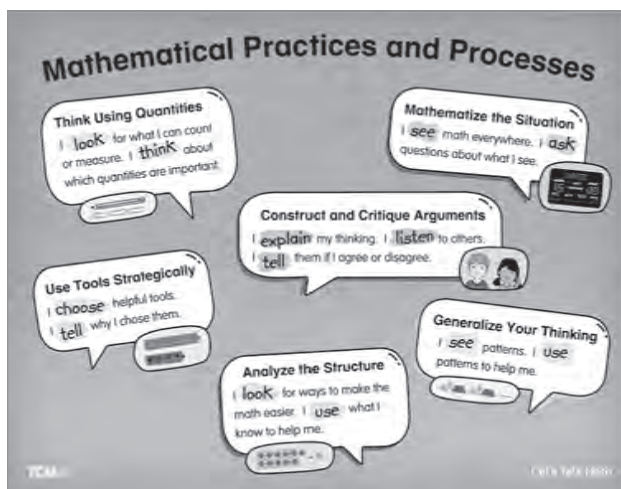 Mathematical Practices and Processes
Think Using Quantities
I look for what I can count
or measure. I think about
which quantities are important.
Mathematize the Situation
I see math everywhere. I ask
questions about what I see.
Construct and Critique Arguments
I explain my thinking. I listen to others.
I tell them if I agree or disagree.
Use Tools Strategically
I choose helpful tools.
I tell why I chose them.
Generalize Your Thinking
I see patterns. I use
patterns to help me.
Analyze the Structure
I look for ways to make the
math easier. I use what I
know to help me.
TCM
Let's Talk Math